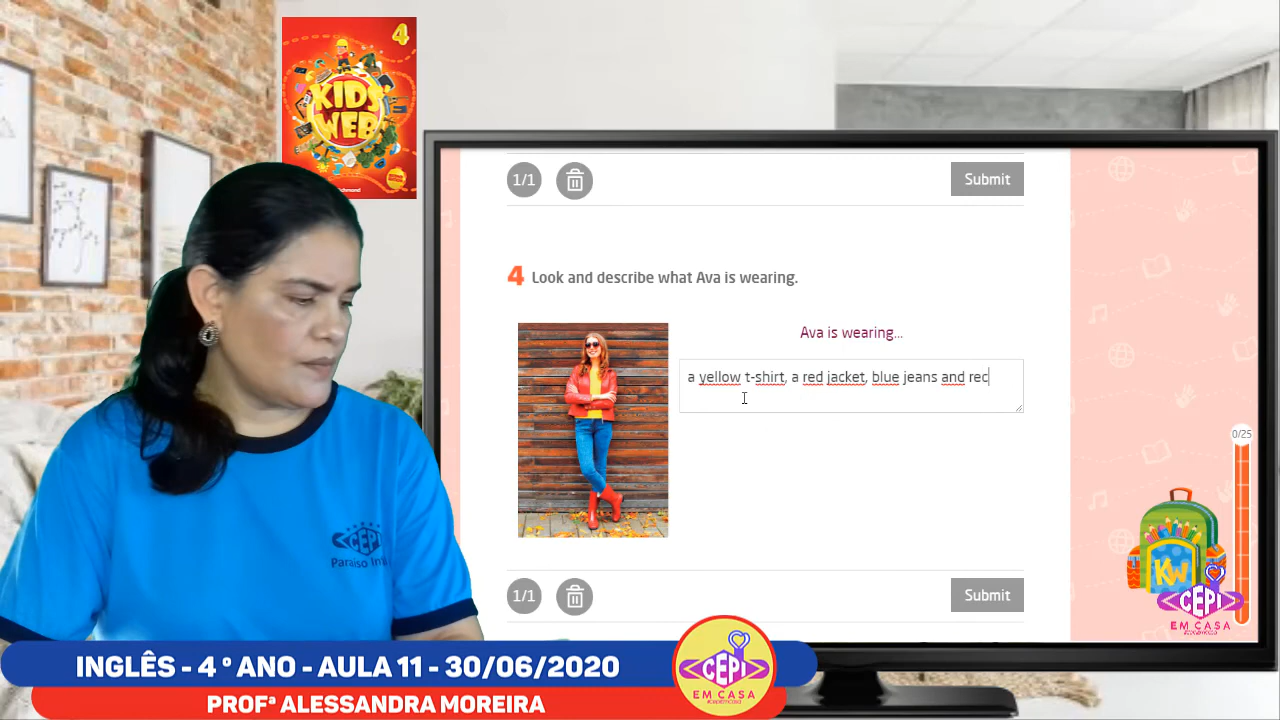 4
KIDS
WEB
Richmond
1/1
Submit
4 Look and describe what Ava is wearing.
Ava is wearing...
a yellow t-shirt, a red jacket, blue jeans and rec
0/25
KW
CEPI
EM CASA
1/1
Submit
CEPI
Paraíso
INGLÊS - 4º ANO - AULA 11 - 30/06/2020
PROFª ALESSANDRA MOREIRA
CEPI
EM CASA